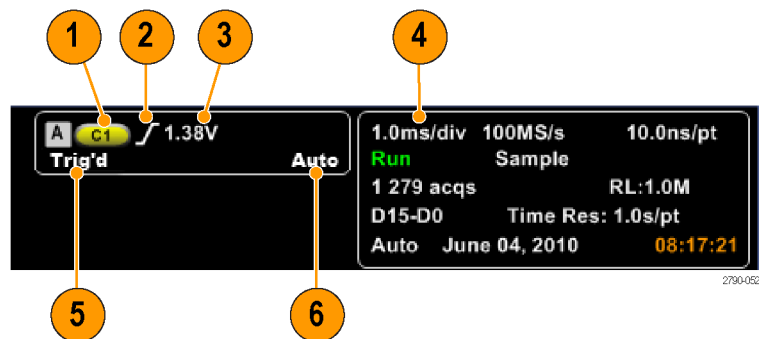 1 2 3 4
A C1 1.38V
Trig'd Auto
1.0ms/div 100MS/s 10.0ns/pt
Run Sample
1 279 acqs RL:1.0M
D15-D0 Time Res: 1.0s/pt
Auto June 04, 2010 08:17:21
2790-052
5 6